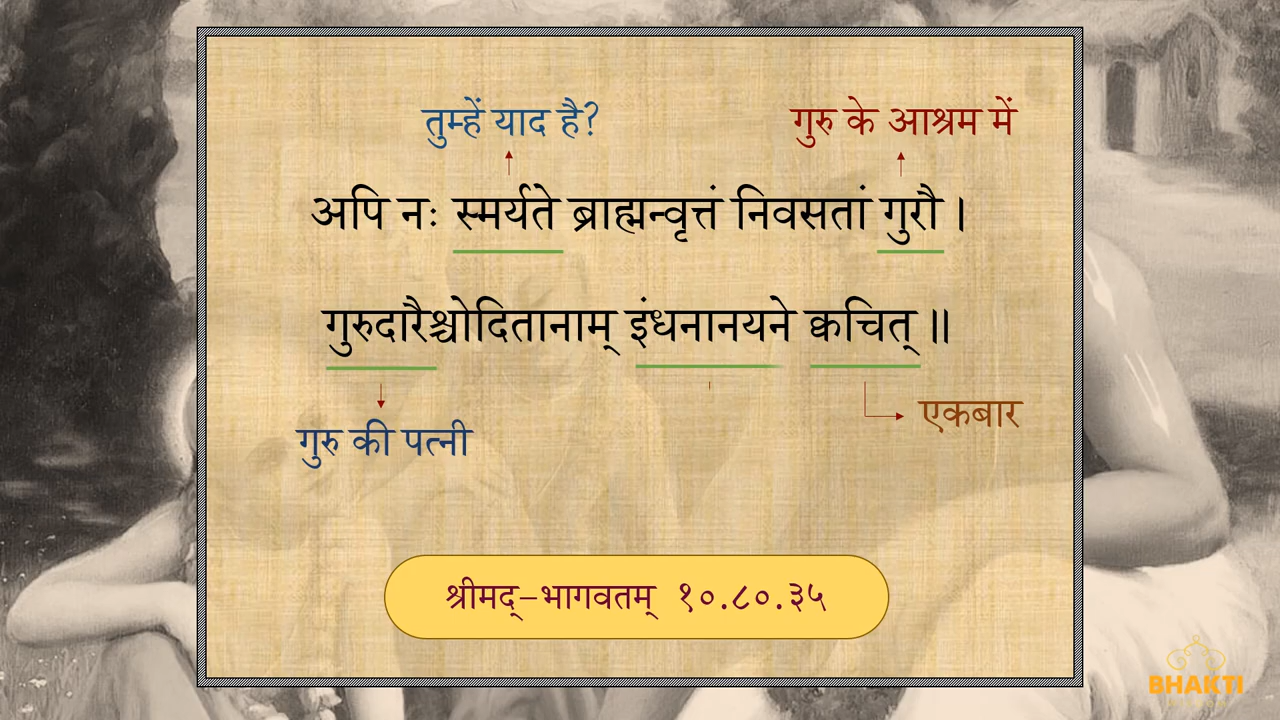 तुम्हें याद है?
गुरु के आश्रम में
अपि नः स्मर्यते ब्राह्मन्वृत्तं निवसतां गुरौ ।
गुरुदारैश्चोदितानाम् इंधनानयने क्वचित् ॥
एकबार
गुरु की पत्नी
श्रीमद्-भागवतम् १०.८०.३५
BHAKTI